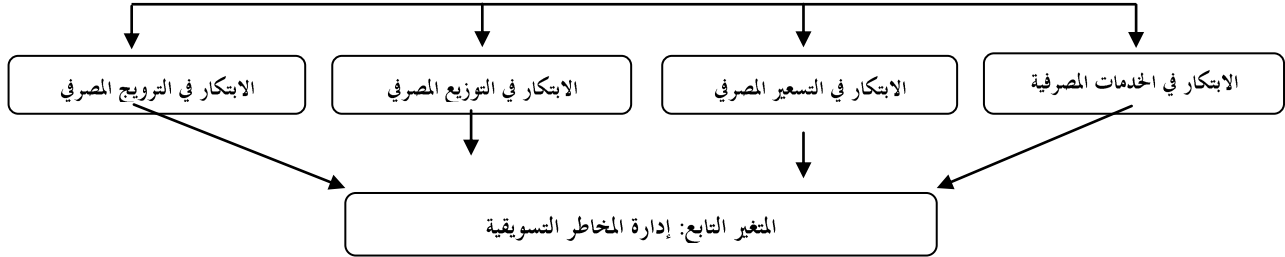 الابتكار في الخدمات المصرفية
الابتكار في التسعير المصرفي
الابتكار في التوزيع المصرفي
الابتكار في الترويج المصرفي
المتغير التابع: إدارة المخاطر التسويقية